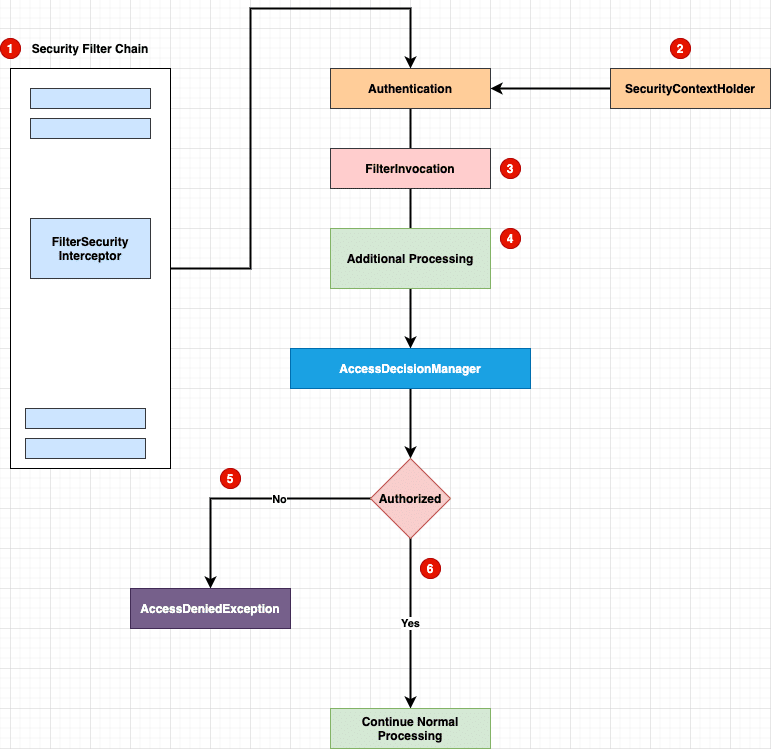 1
Security Filter Chain
2
Authentication
SecurityContextHolder
FilterInvocation
3
4
FilterSecurity
Interceptor
Additional Processing
AccessDecisionManager
5
No
Authorized
6
AccessDeniedException
Yes
Continue Normal
Processing